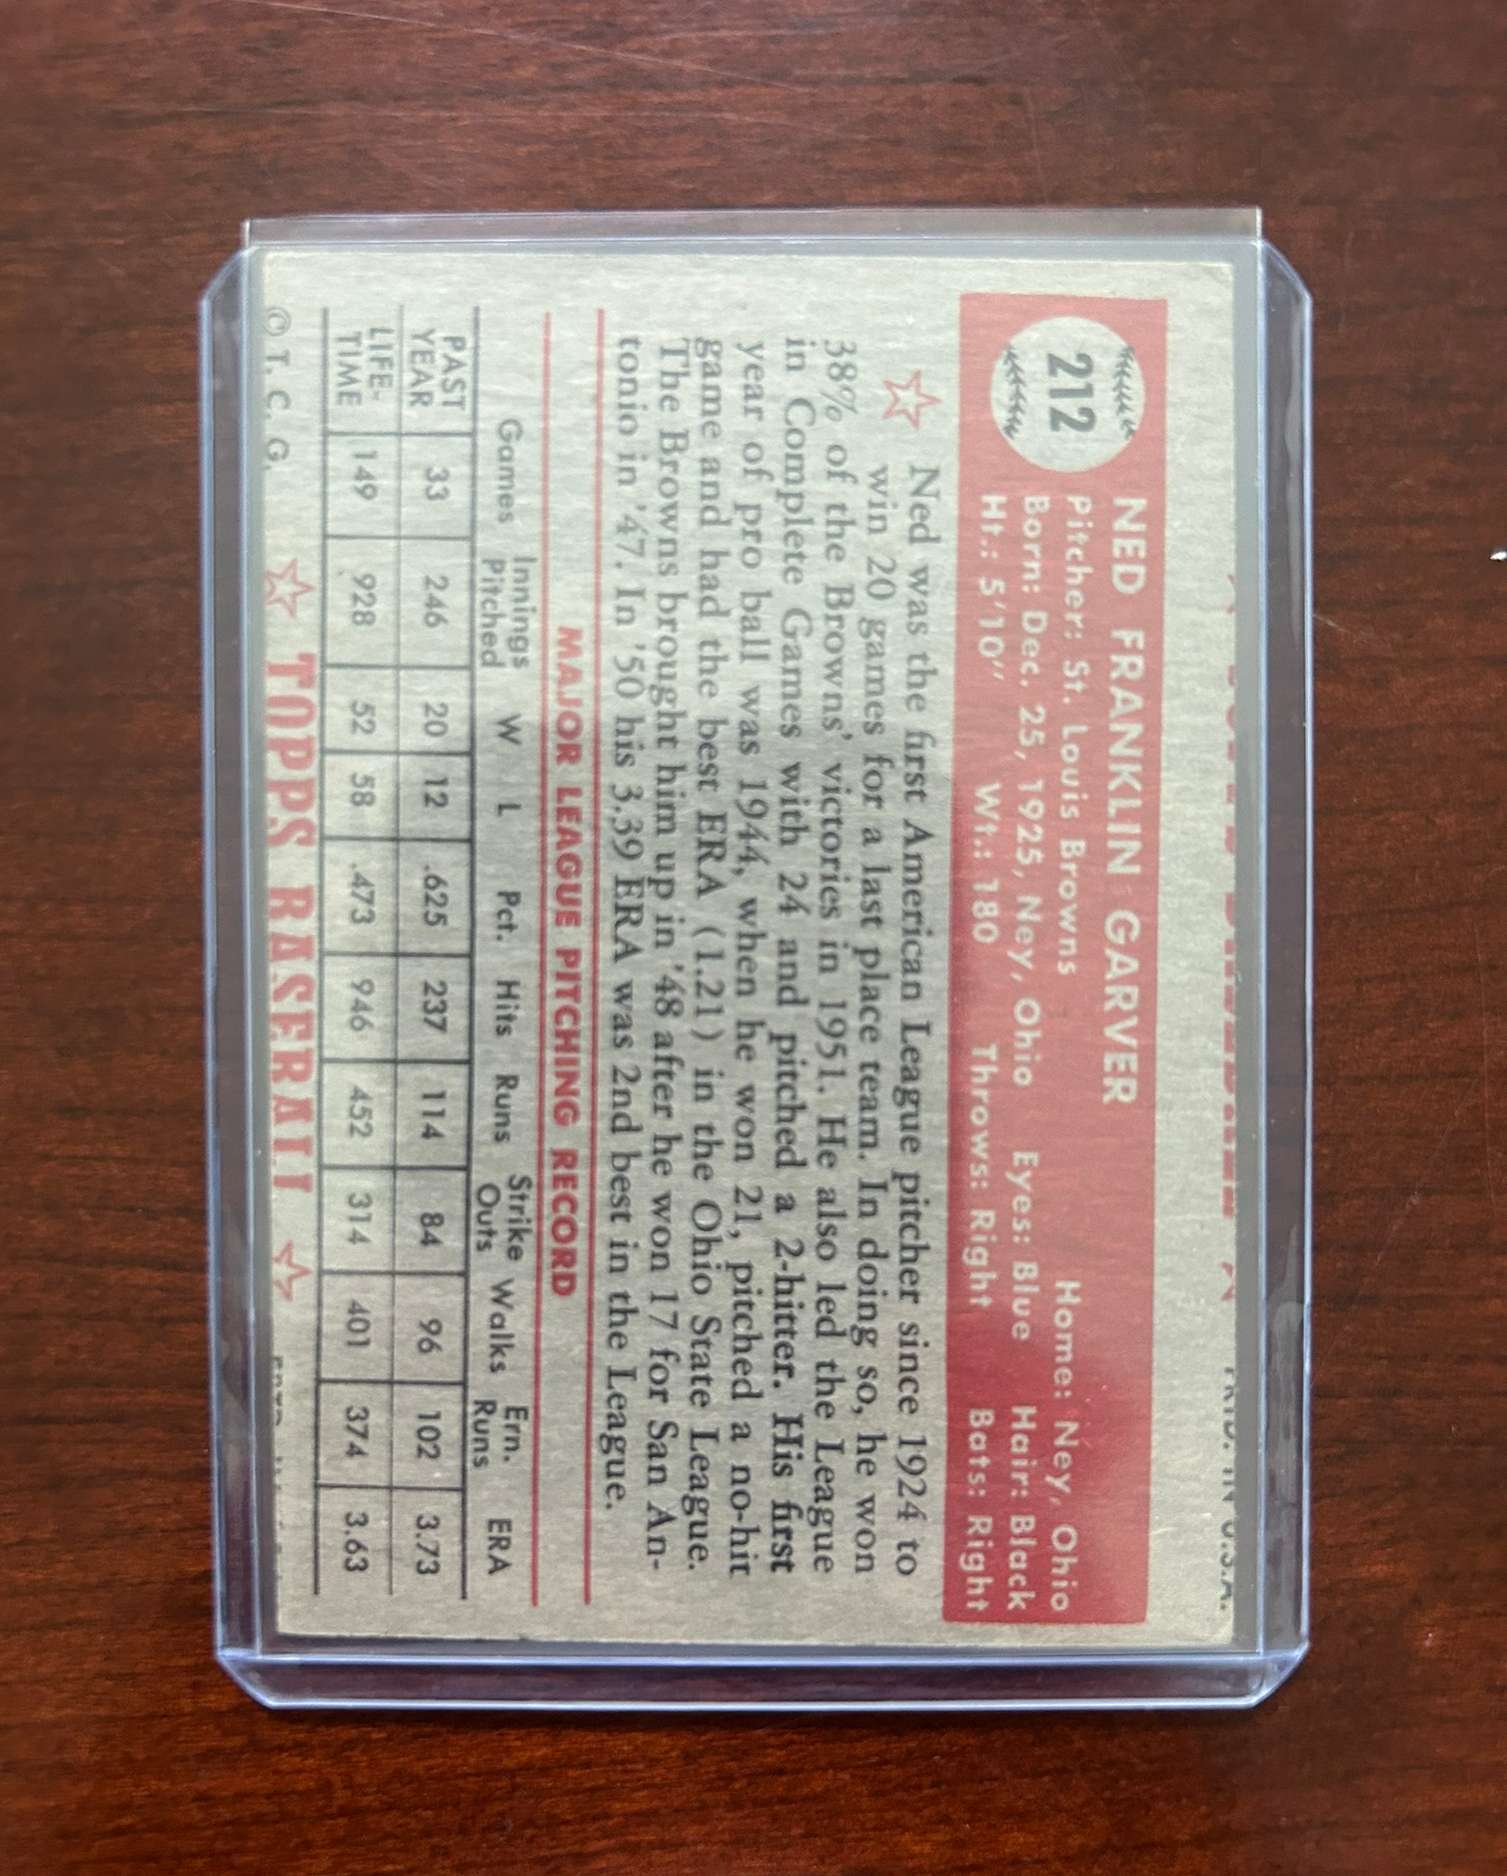 PRTD. IN U.S.A.
212
NED FRANKLIN GARVER
Pitcher: St. Louis Browns Home: Ney, Ohio
Born: Dec. 25, 1925, Ney, Ohio Eyes: Blue Hair: Black
Ht.: 5'10" Wt.: 180 Throws: Right Bats: Right
Ned was the first American League pitcher since 1924 to
win 20 games for a last place team. In doing so, he won
38% of the Browns' victories in 1951. He also led the League
in Complete Games with 24 and pitched a 2-hitter. His first
year of pro ball was 1944, when he won 21, pitched a no-hit
game and had the best ERA (1.21) in the Ohio State League.
The Browns brought him up in '48 after he won 17 for San An-
tonio in '47. In '50 his 3.39 ERA was 2nd best in the League.
MAJOR LEAGUE PITCHING RECORD
Games Innings Pitched W L Pct. Hits Runs Strike Outs Walks Ern. Runs ERA
PAST YEAR 33 246 20 12 .625 237 114 84 96 102 3.73
LIFE-TIME 149 928 52 58 .473 946 452 314 401 374 3.63
© T. C. G. ☆ TOPPS BASEBALL ☆